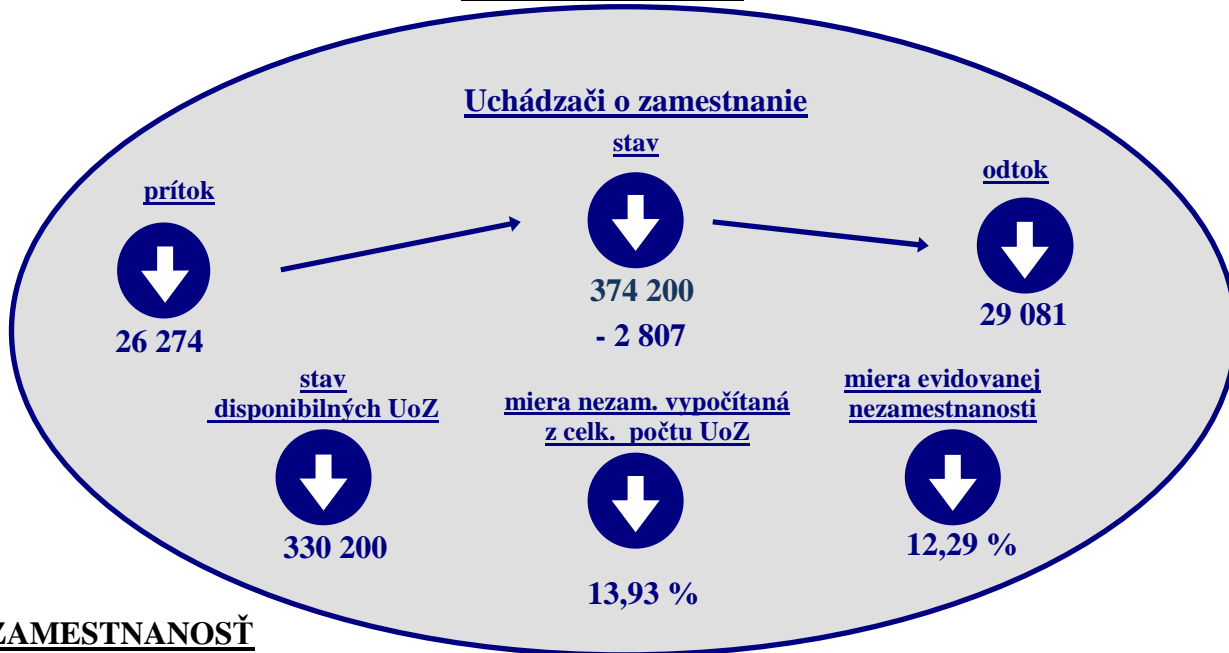 Uchádzači o zamestnanie
stav
odtok
prítok
374 200
29 081
26 274
- 2 807
stav
disponibilných UoZ
miera nezam. vypočítaná
z celk. počtu UoZ
miera evidovanej
nezamestnanosti
330 200
13,93 %
12,29 %
ZAMESTNANOSŤ